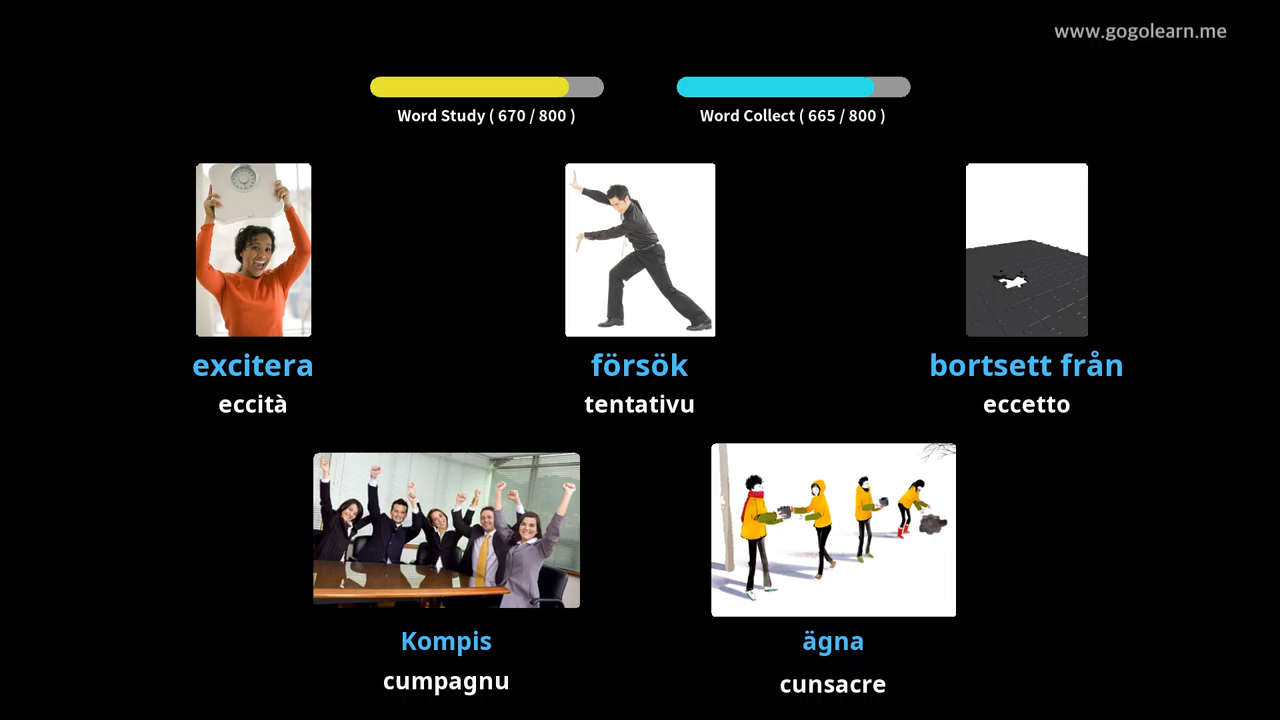 www.gogolearn.me
Word Study ( 670 / 800 )
Word Collect ( 665 / 800 )
excitera
eccità
försök
tentativu
bortsett från
eccetto
Kompis
cumpagnu
ägna
cunsacre